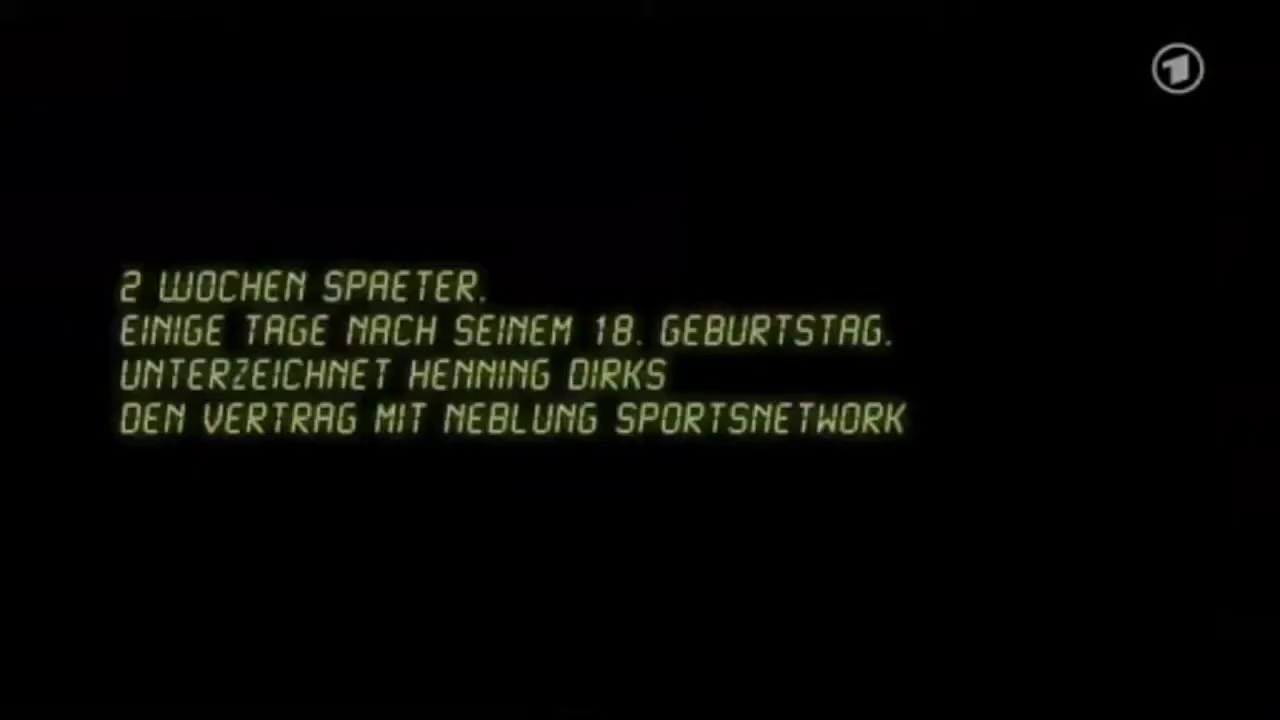 2 WOCHEN SPAETER.
EINIGE TAGE NACH SEINEM 18. GEBURTSTAG.
UNTERZEICHNET HENNING DIRKS
DEN VERTRAG MIT NEBLUNG SPORTSNETWORK